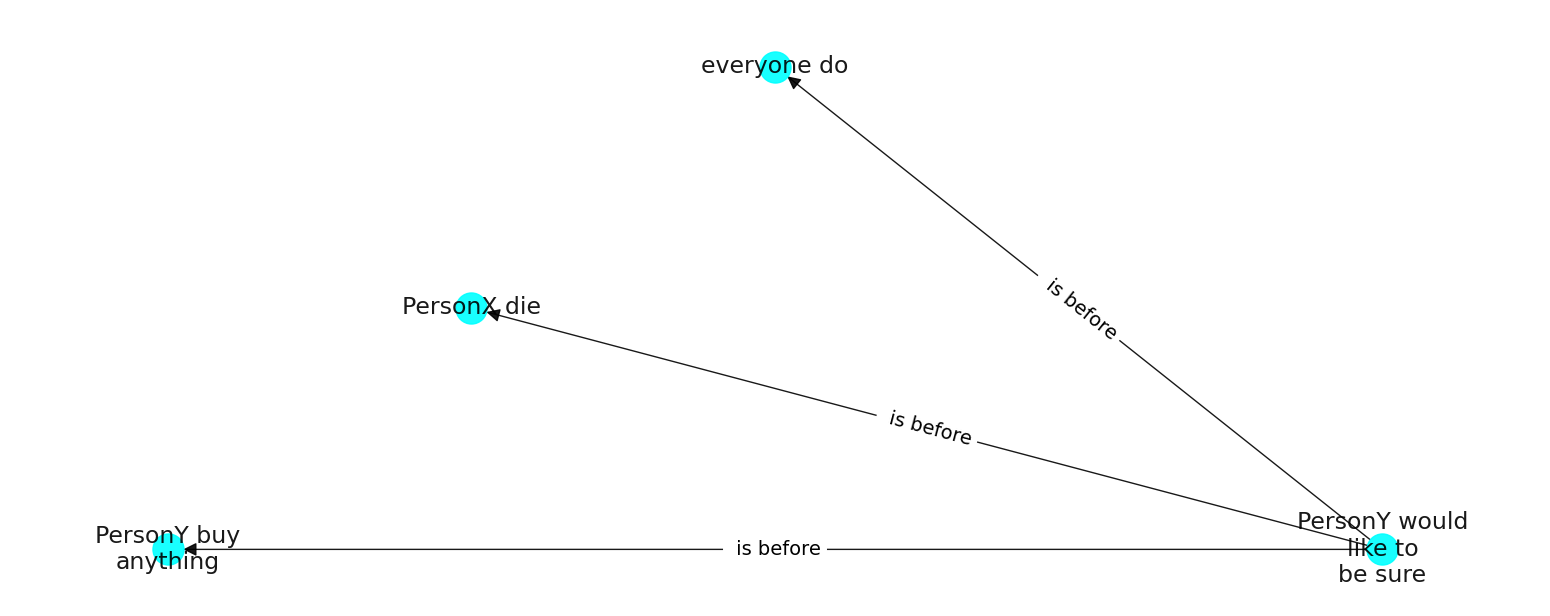 everyone do
is before
PersonX die
is before
PersonY buy
anything
is before
PersonY would
like to
be sure